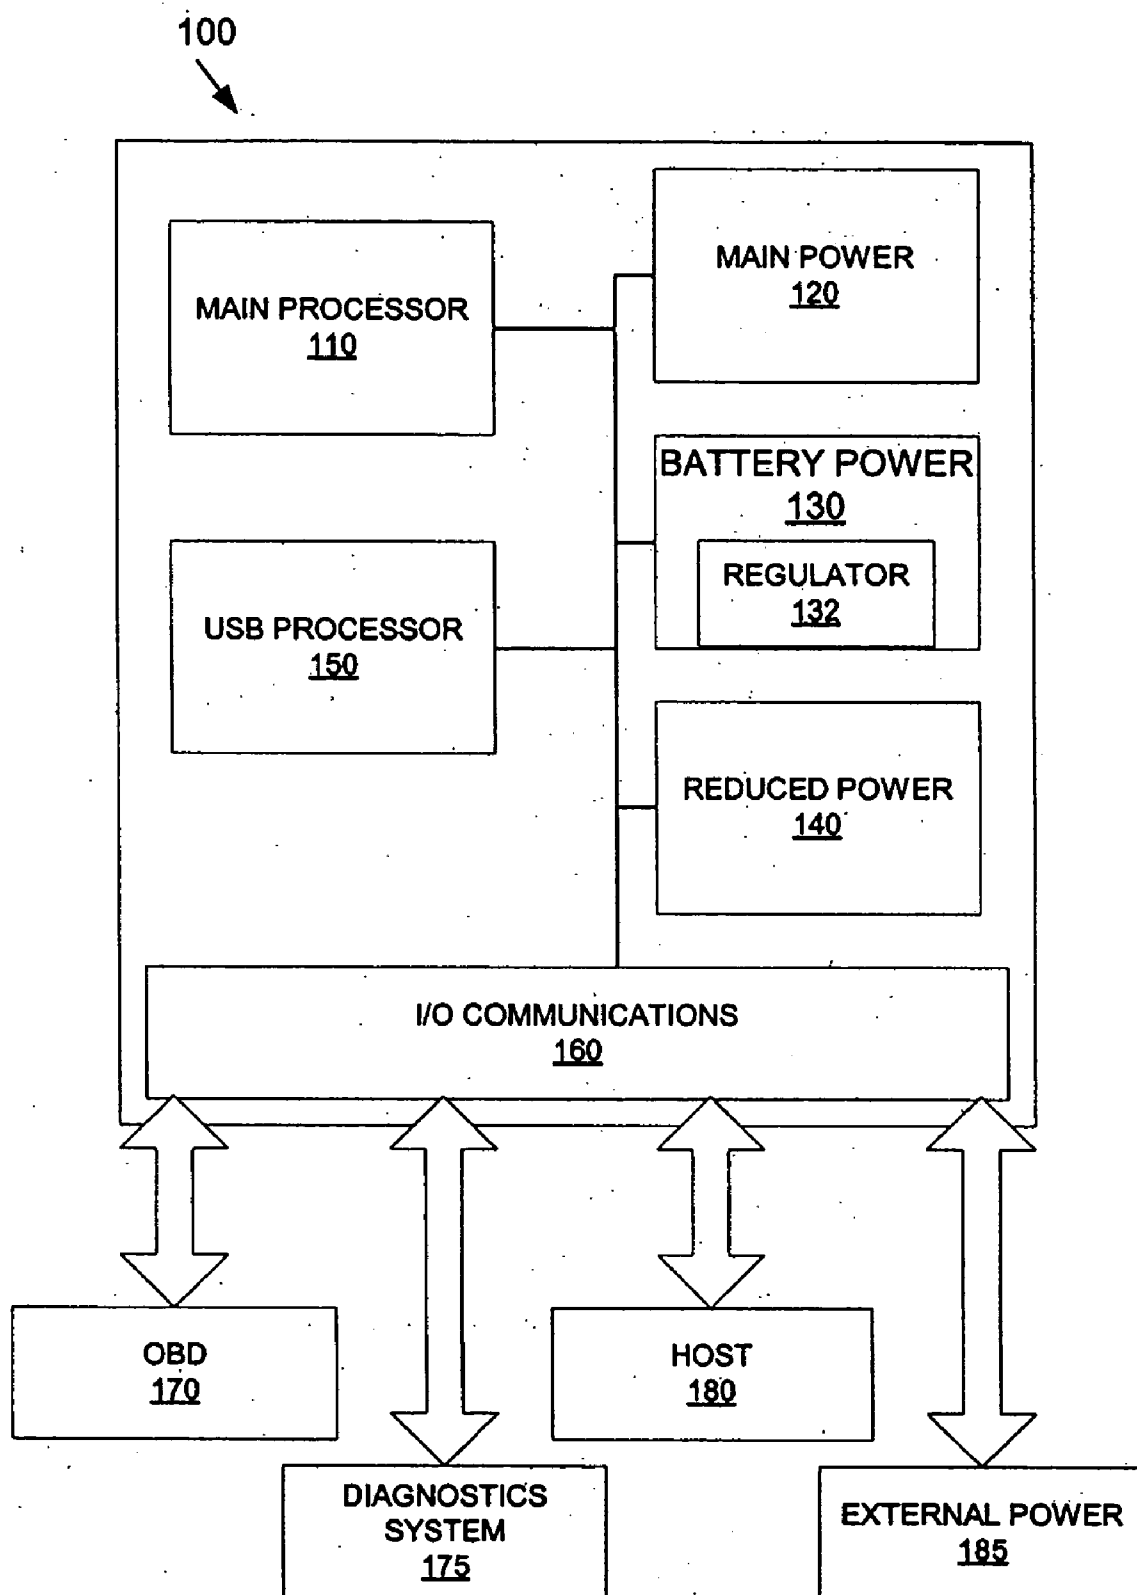 100
MAIN PROCESSOR
110
MAIN POWER
120
BATTERY POWER
130
REGULATOR
132
USB PROCESSOR
150
REDUCED POWER
140
I/O COMMUNICATIONS
160
OBD
170
HOST
180
DIAGNOSTICS
SYSTEM
175
EXTERNAL POWER
185